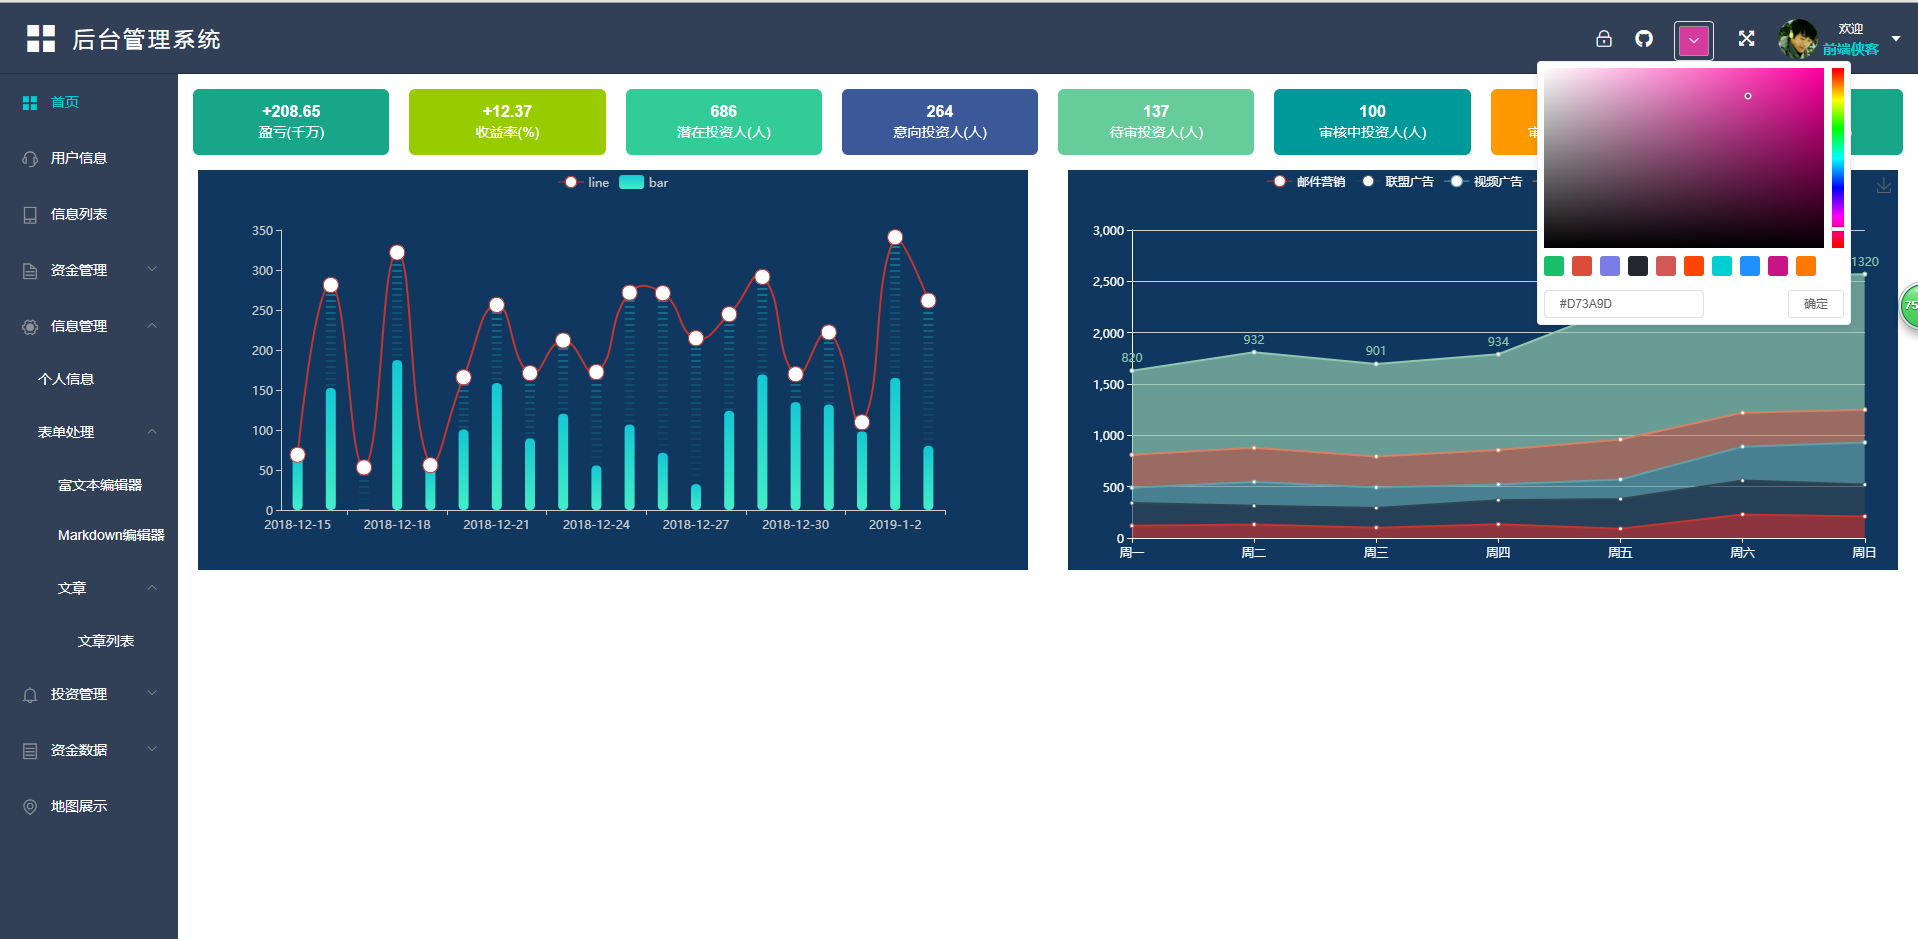 后台管理系统
欢迎
前端侠客
首页
用户信息
信息列表
资金管理
信息管理
个人信息
表单处理
富文本编辑器
Markdown编辑器
文章
文章列表
投资管理
资金数据
地图展示
+208.65
盈亏(千万)
+12.37
收益率(%)
686
潜在投资人(人)
264
意向投资人(人)
137
待审投资人(人)
100
审核中投资人(人)
审
#D73A9D
确定
75
line bar
350
300
250
200
150
100
50
0
2018-12-15 2018-12-18 2018-12-21 2018-12-24 2018-12-27 2018-12-30 2019-1-2
邮件营销 联盟广告 视频广告
3,000
2,500
2,000
1,500
1,000
500
0
820 932 901 934 1320
周一 周二 周三 周四 周五 周六 周日